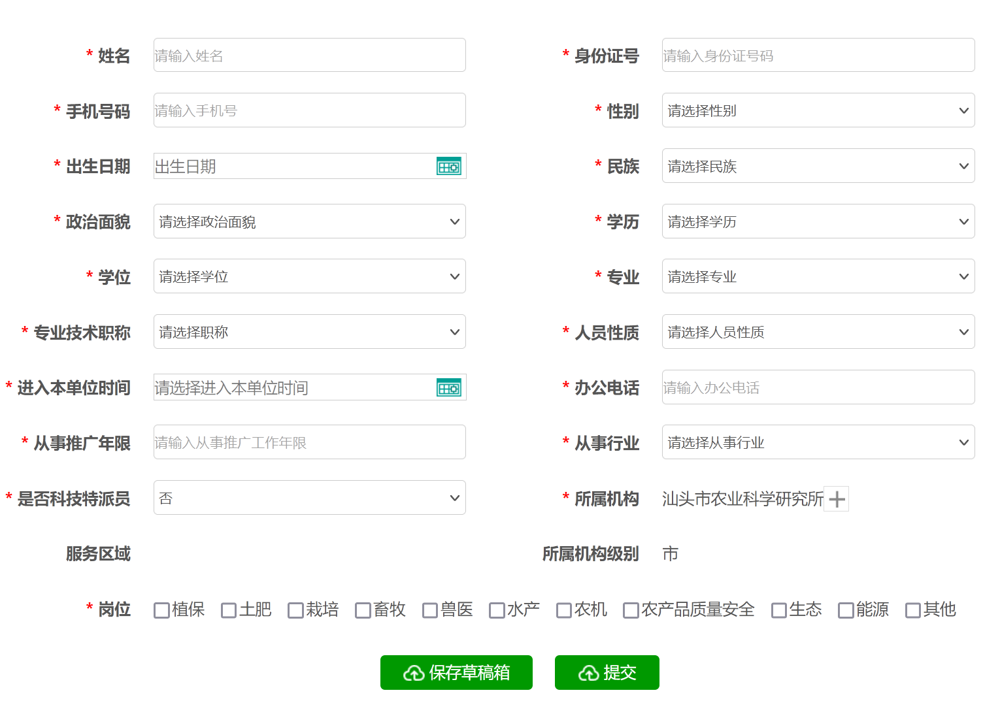 * 姓名 请输入姓名 * 身份证号 请输入身份证号码
* 手机号码 请输入手机号 * 性别 请选择性别
* 出生日期 出生日期 * 民族 请选择民族
* 政治面貌 请选择政治面貌 * 学历 请选择学历
* 学位 请选择学位 * 专业 请选择专业
* 专业技术职称 请选择职称 * 人员性质 请选择人员性质
* 进入本单位时间 请选择进入本单位时间 * 办公电话 请输入办公电话
* 从事推广年限 请输入从事推广工作年限 * 从事行业 请选择从事行业
* 是否科技特派员 否 * 所属机构 汕头市农业科学研究所
服务区域 所属机构级别 市
* 岗位 植保 土肥 栽培 畜牧 兽医 水产 农机 农产品质量安全 生态 能源 其他
保存草稿箱 提交